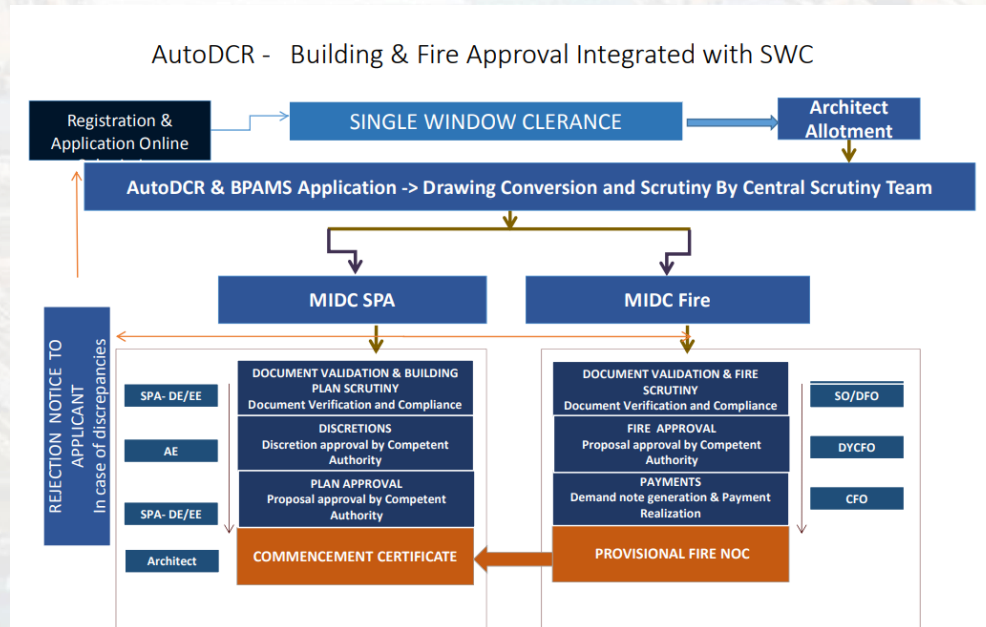 AutoDCR - Building & Fire Approval Integrated with SWC
Registration &
Application Online
SINGLE WINDOW CLERANCE
Architect
Allotment
AutoDCR & BPAMS Application -> Drawing Conversion and Scrutiny By Central Scrutiny Team
MIDC SPA
MIDC Fire
REJECTION NOTICE TO
APPLICANT
In case of discrepancies
SPA- DE/EE
AE
SPA- DE/EE
Architect
DOCUMENT VALIDATION & BUILDING
PLAN SCRUTINY
Document Verification and Compliance
DISCRETIONS
Discretion approval by Competent
Authority
PLAN APPROVAL
Proposal approval by Competent
Authority
COMMENCEMENT CERTIFICATE
DOCUMENT VALIDATION & FIRE
SCRUTINY
Document Verification and Compliance
FIRE APPROVAL
Proposal approval by Competent
Authority
PAYMENTS
Demand note generation & Payment
Realization
PROVISIONAL FIRE NOC
SO/DFO
DYCFO
CFO